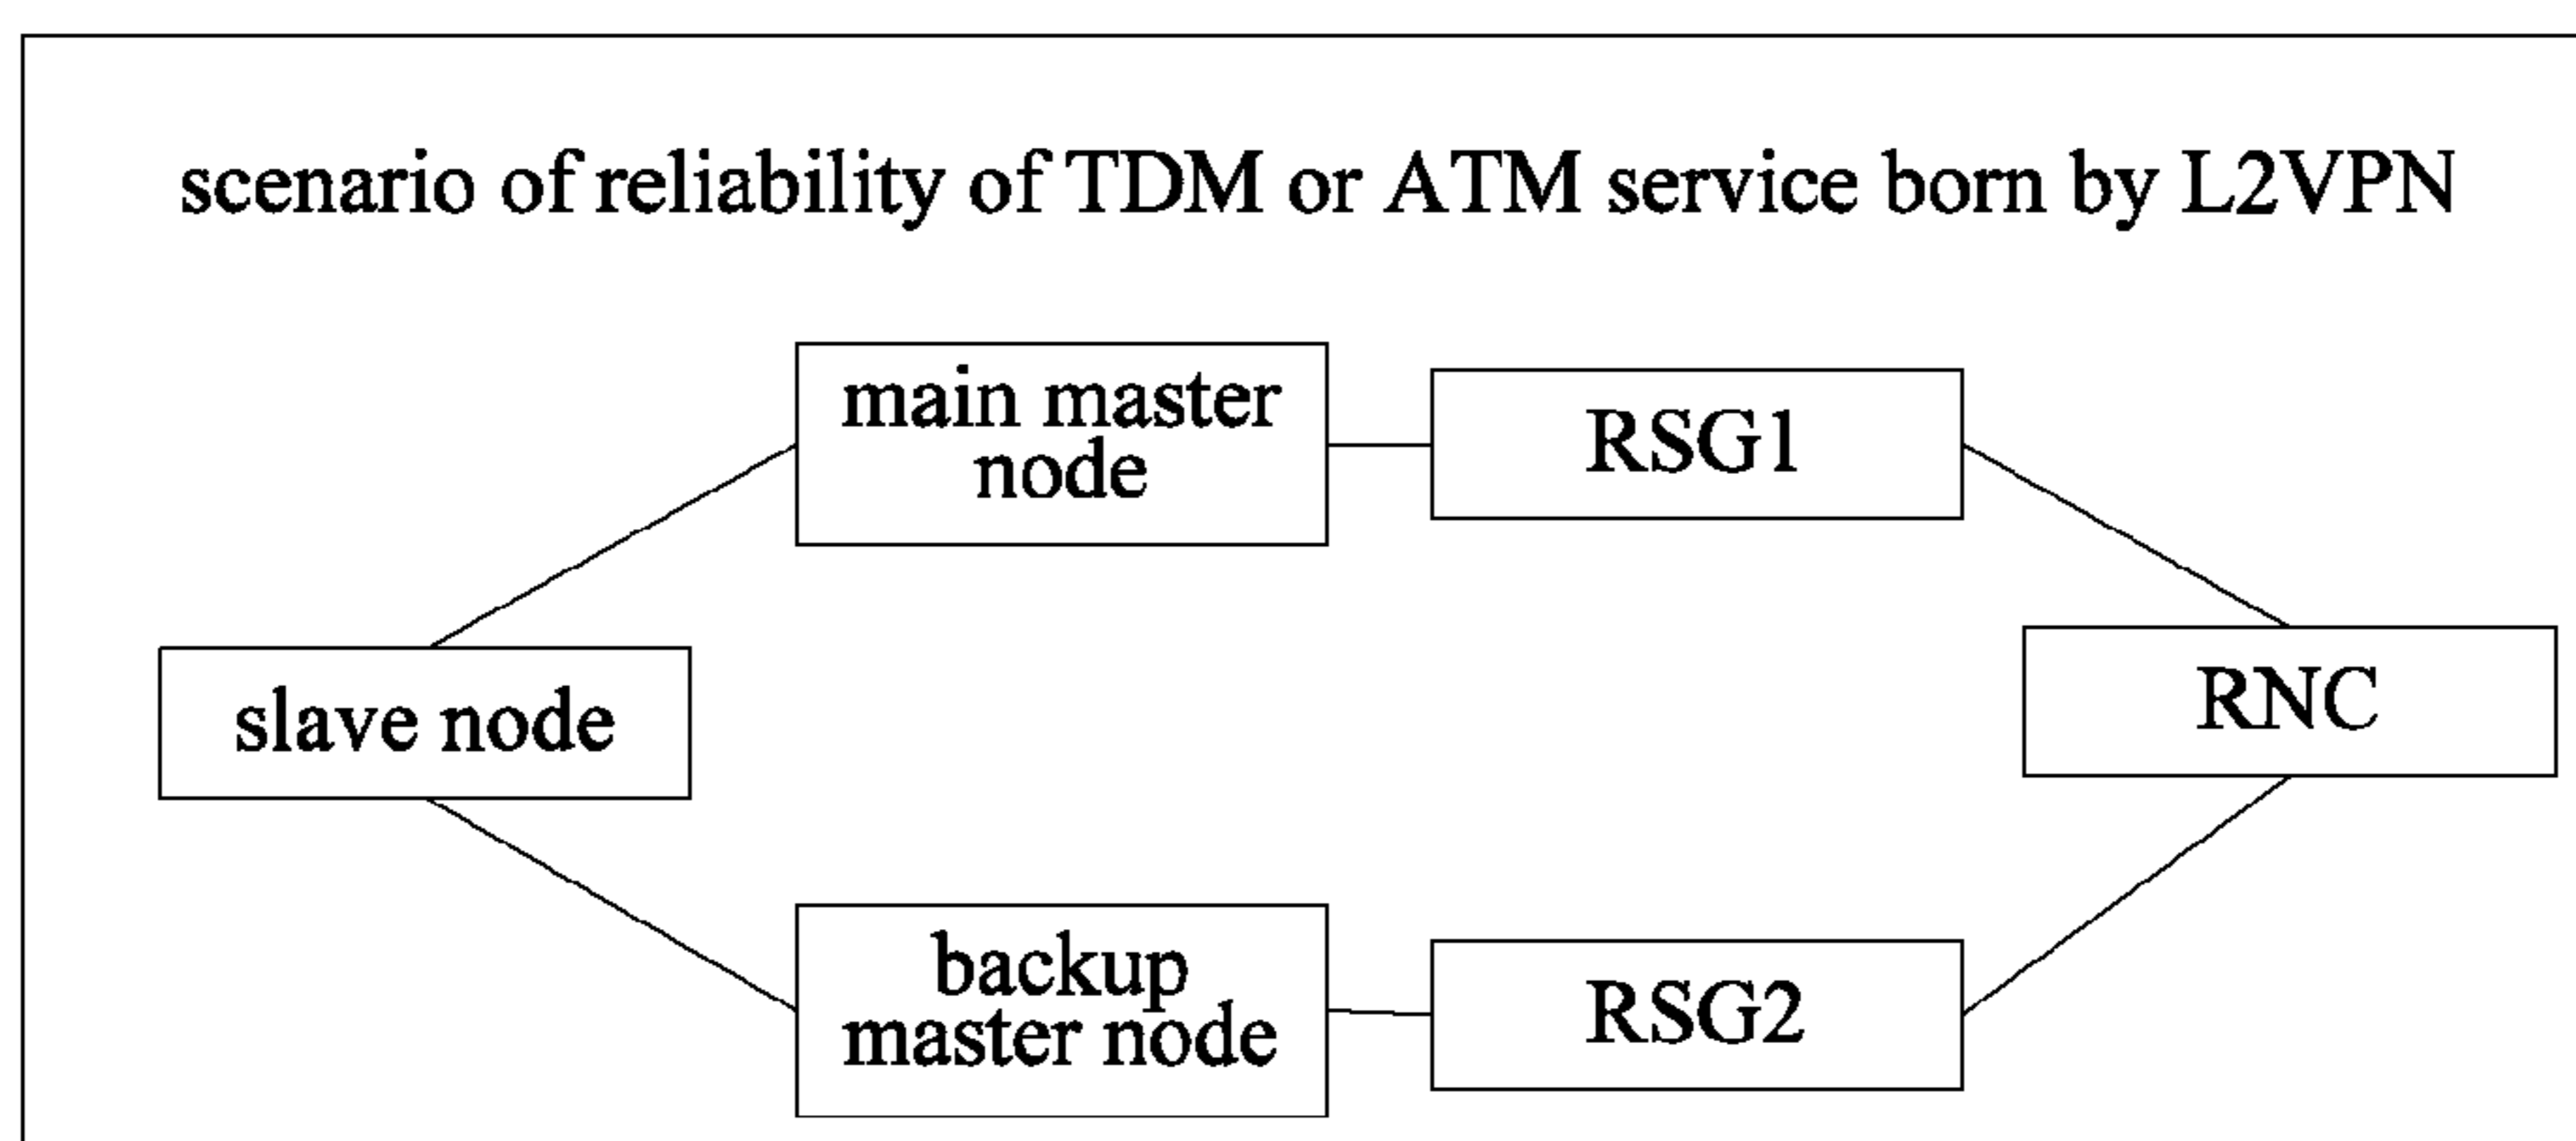 scenario of reliability of TDM or ATM service born by L2VPN
main master
node
RSG1
slave node
RNC
backup
master node
RSG2